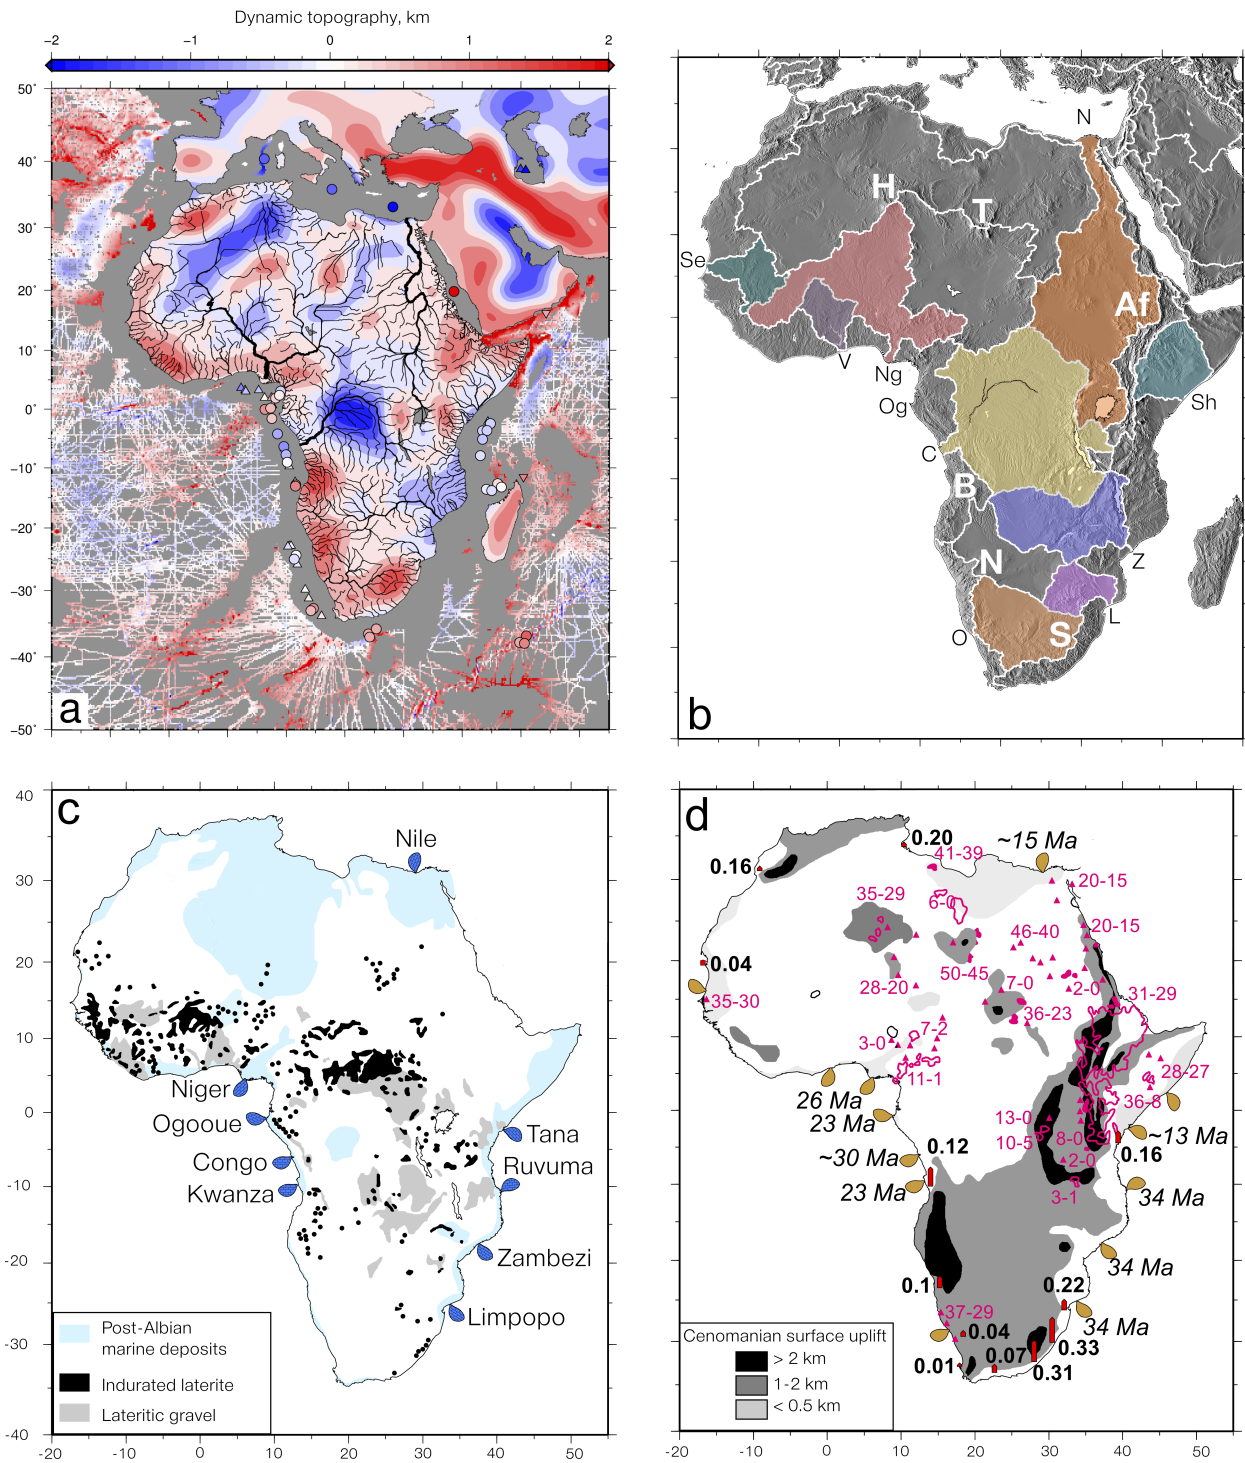 Dynamic topography, km
−2 −1 0 1 2
50°
40°
30°
20°
10°
0°
−10°
−20°
−30°
−40°
−50°
a
N
H
T
Se
Af
V
Ng
Og
Sh
C
B
Z
N
L
O
S
b
c
40
30
20
10
0
-10
-20
-30
-40
Nile
Niger
Ogooue
Congo
Kwanza
Tana
Ruvuma
Zambezi
Limpopo
Post-Albian
marine deposits
Indurated laterite
Lateritic gravel
-20 -10 0 10 20 30 40 50
d
0.20
~15 Ma
0.16
41-39
20-15
35-29
6-0
46-40
20-15
0.04
50-45
35-30
28-20
7-0
2-0
31-29
36-23
7-2
3-0
28-27
11-1
26 Ma
36-8
23 Ma
13-0
10-5
8-0
~13 Ma
0.12
0.16
~30 Ma
2-0
23 Ma
3-1
34 Ma
34 Ma
0.1
0.22
37-29
34 Ma
0.04
0.33
0.07
0.01
0.31
Cenomanian surface uplift
> 2 km
1-2 km
< 0.5 km
-20 -10 0 10 20 30 40 50